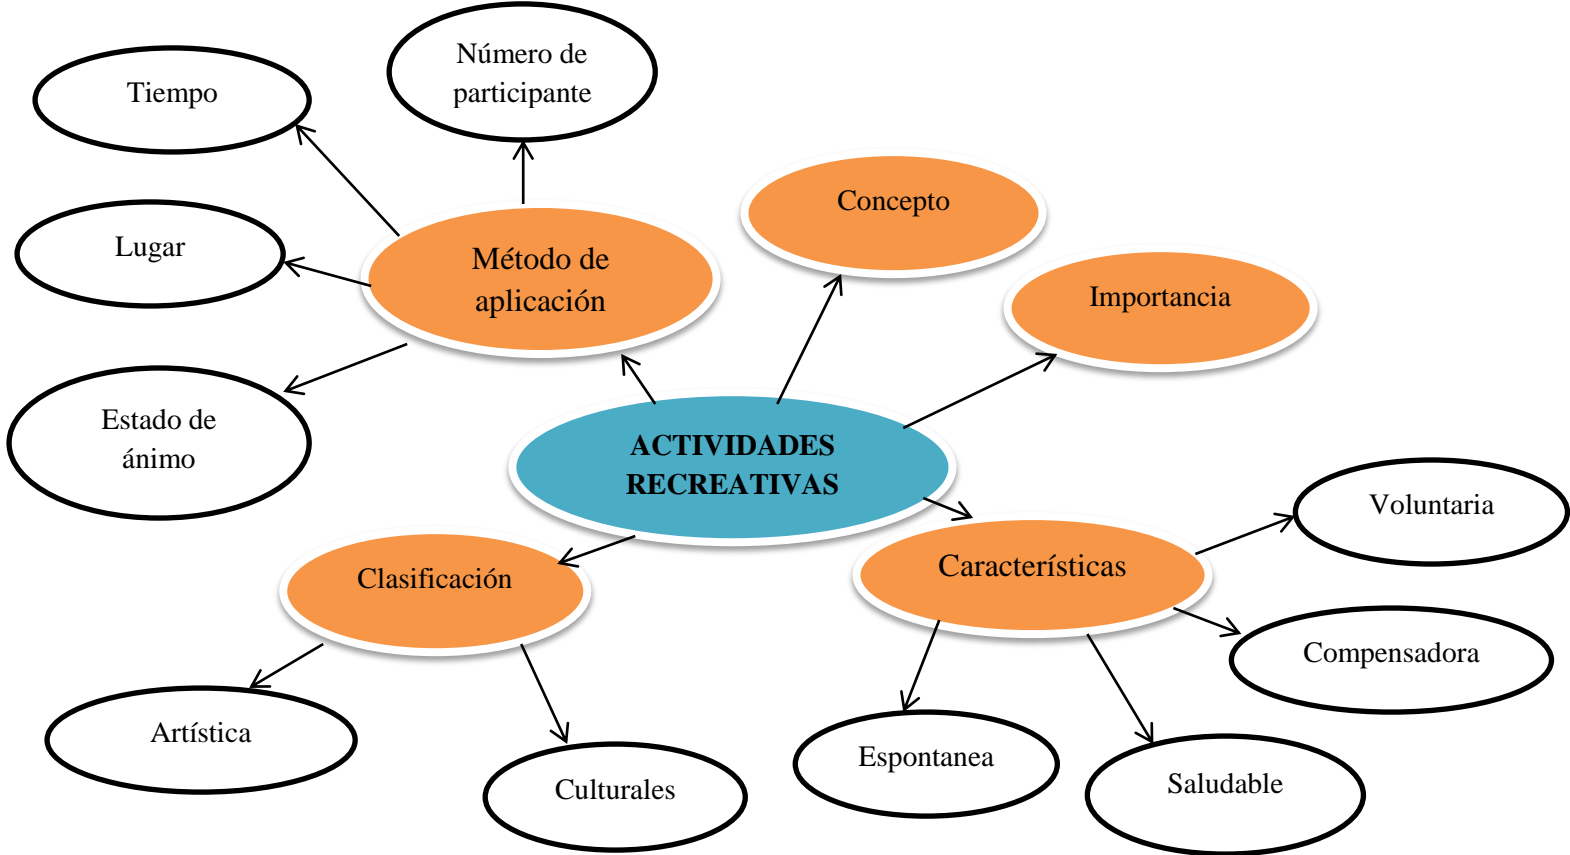 Número de
participante
Tiempo
Concepto
Lugar
Método de
aplicación
Importancia
Estado de
ánimo
ACTIVIDADES
RECREATIVAS
Voluntaria
Clasificación
Características
Compensadora
Artística
Culturales
Espontanea
Saludable